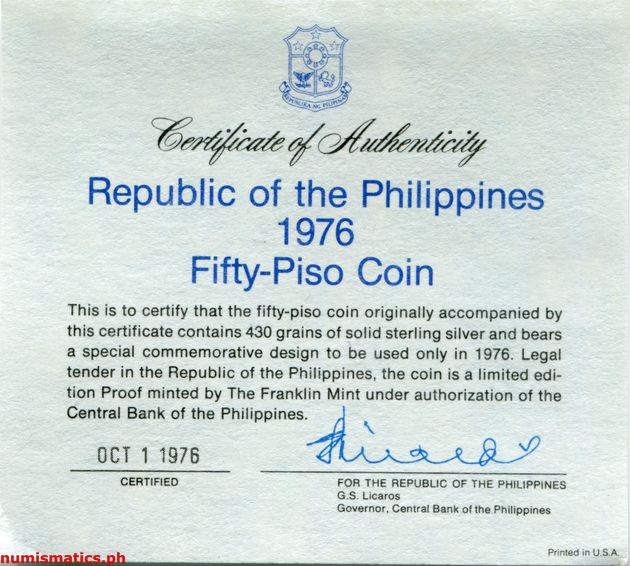 REPUBLIKA NG PILIPINAS
Certificate of Authenticity
Republic of the Philippines
1976
Fifty-Piso Coin
This is to certify that the fifty-piso coin originally accompanied by
this certificate contains 430 grains of solid sterling silver and bears
a special commemorative design to be used only in 1976. Legal
tender in the Republic of the Philippines, the coin is a limited edi-
tion Proof minted by The Franklin Mint under authorization of the
Central Bank of the Philippines.
OCT 1 1976
CERTIFIED
FOR THE REPUBLIC OF THE PHILIPPINES
G.S. Licaros
Governor, Central Bank of the Philippines
Printed in U.S.A.
numismatics.ph